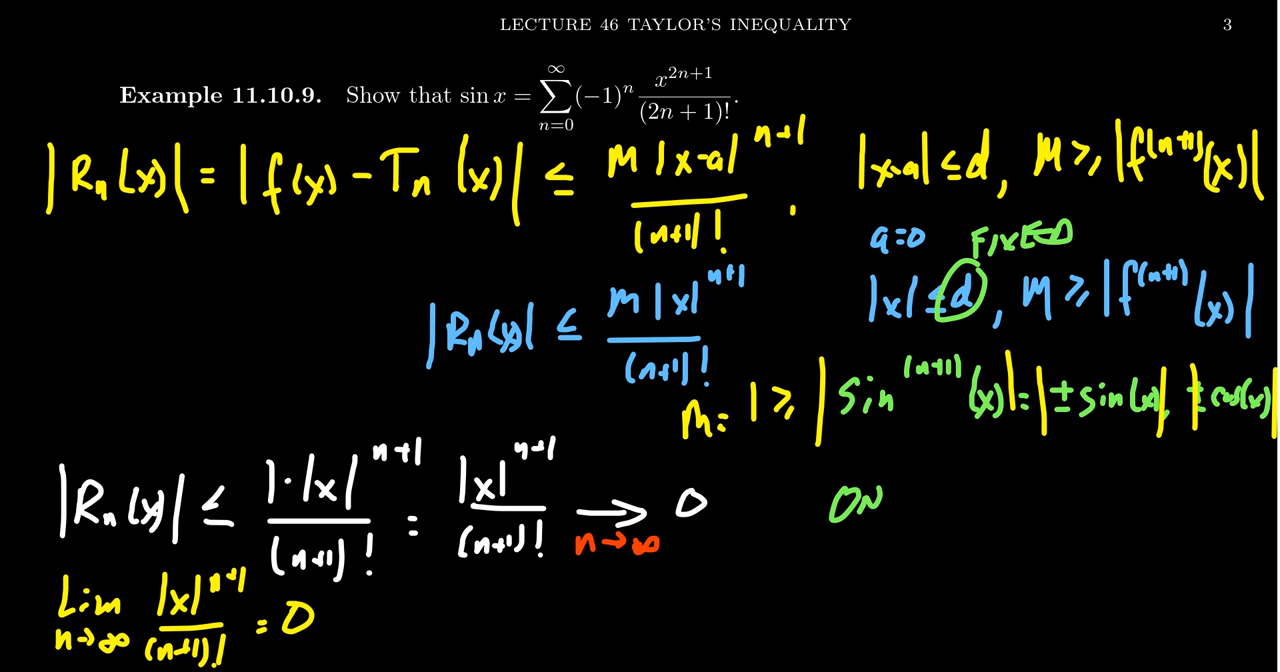 LECTURE 46 TAYLOR'S INEQUALITY 3
Example 11.10.9. Show that sin x = ∑_{n=0}^{∞} (-1)^n x^{2n+1}/(2n+1)!.
|R_n(x)| = |f(x) - T_n(x)| ≤ M|x-a|^{n+1}/(n+1)! . |x-a| ≤ d, M ≥ |f^{(n+1)}(x)|
a=0 FIXED
|R_n(x)| ≤ M|x|^{n+1}/(n+1)! |x| ≤ d, M ≥ |f^{(n+1)}(x)|
M = 1 ≥ |sin^{(n+1)}(x)| = |±sin(x)|, |±cos(x)|
|R_n(x)| ≤ 1·|x|^{n+1}/(n+1)! = |x|^{n+1}/(n+1)! → 0 n→∞
ON
Lim_{n→∞} |x|^{n+1}/(n+1)! = 0